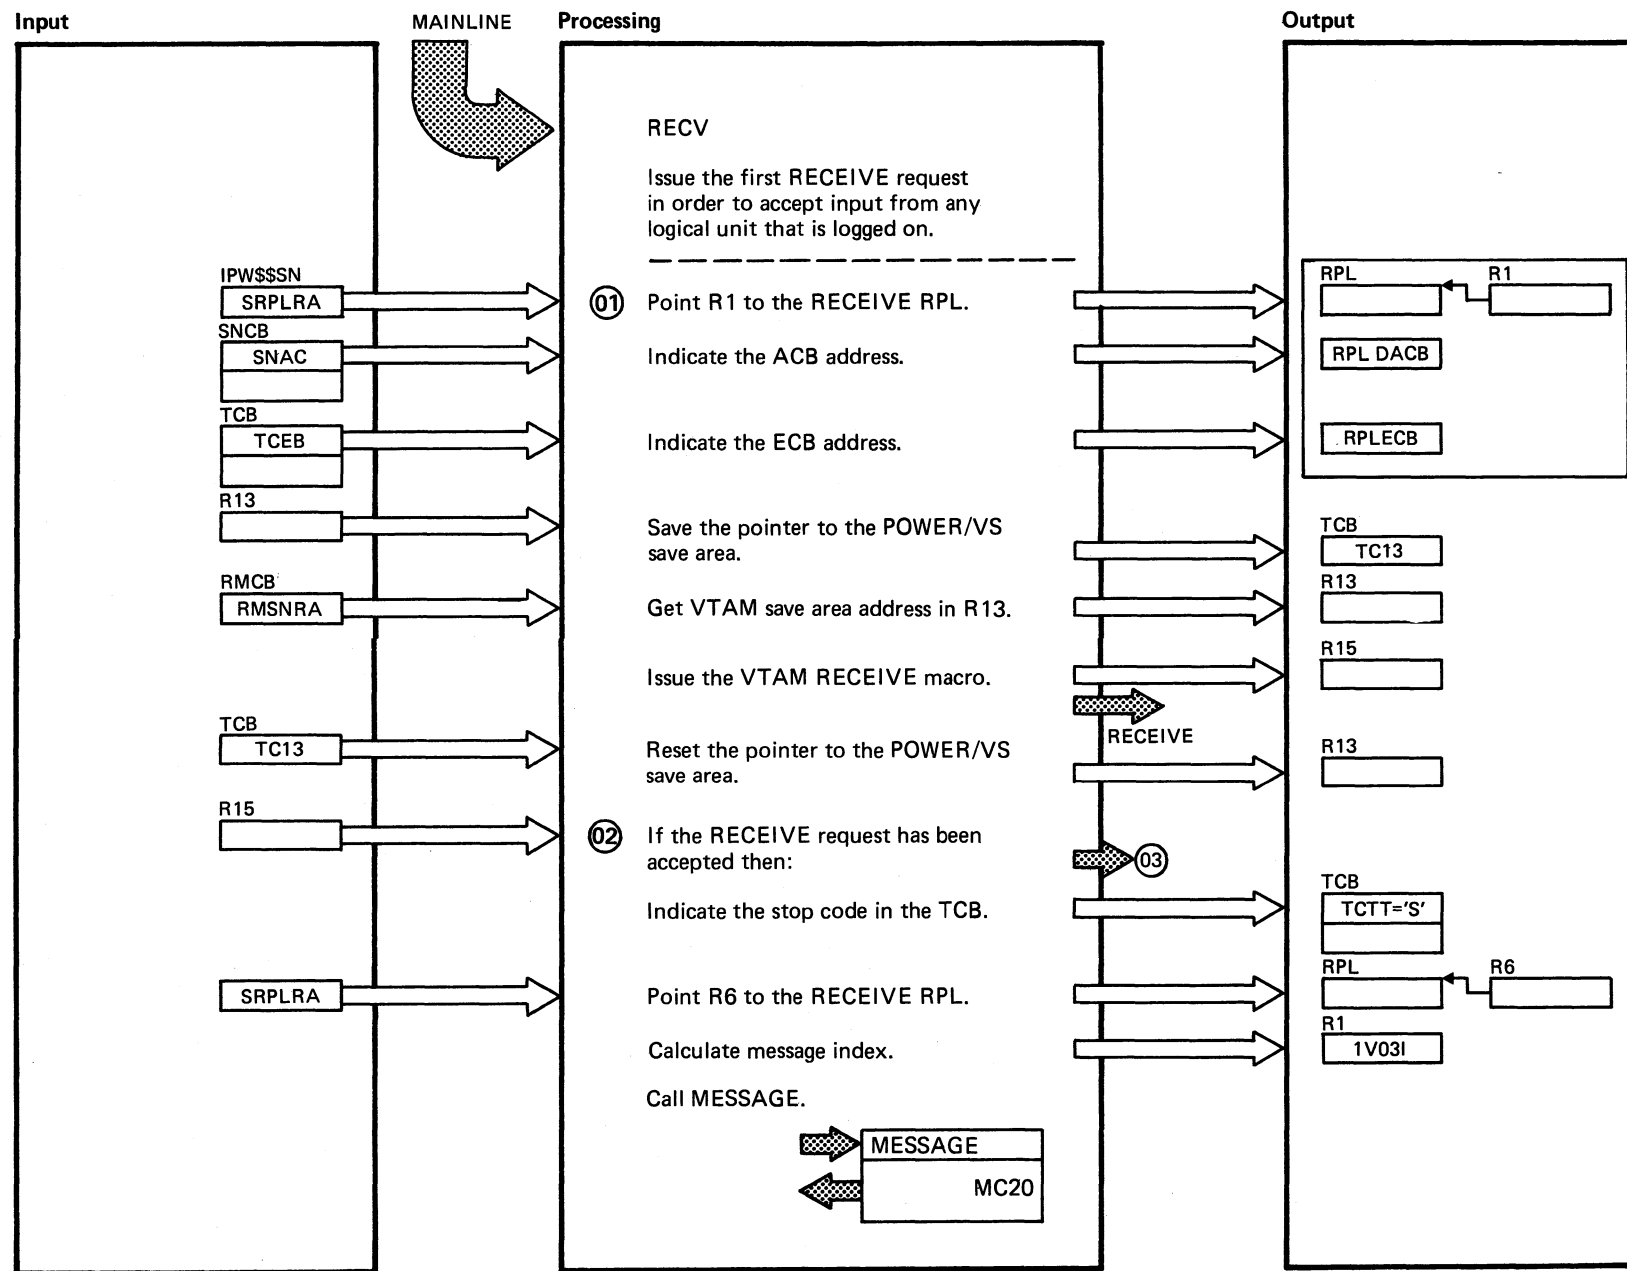 Input
MAINLINE
Processing
Output
RECV
Issue the first RECEIVE request
in order to accept input from any
logical unit that is logged on.
IPW$$SN
SRPLRA
01 Point R1 to the RECEIVE RPL.
RPL
R1
SNCB
SNAC
Indicate the ACB address.
RPL DACB
TCB
TCEB
Indicate the ECB address.
RPLECB
R13
Save the pointer to the POWER/VS
save area.
TCB
TC13
RMCB
RMSNRA
Get VTAM save area address in R13.
R13
Issue the VTAM RECEIVE macro.
R15
RECEIVE
TCB
TC13
Reset the pointer to the POWER/VS
save area.
R13
R15
02 If the RECEIVE request has been
accepted then:
03
Indicate the stop code in the TCB.
TCB
TCTT='S'
SRPLRA
Point R6 to the RECEIVE RPL.
RPL
R6
Calculate message index.
R1
1V03I
Call MESSAGE.
MESSAGE
MC20